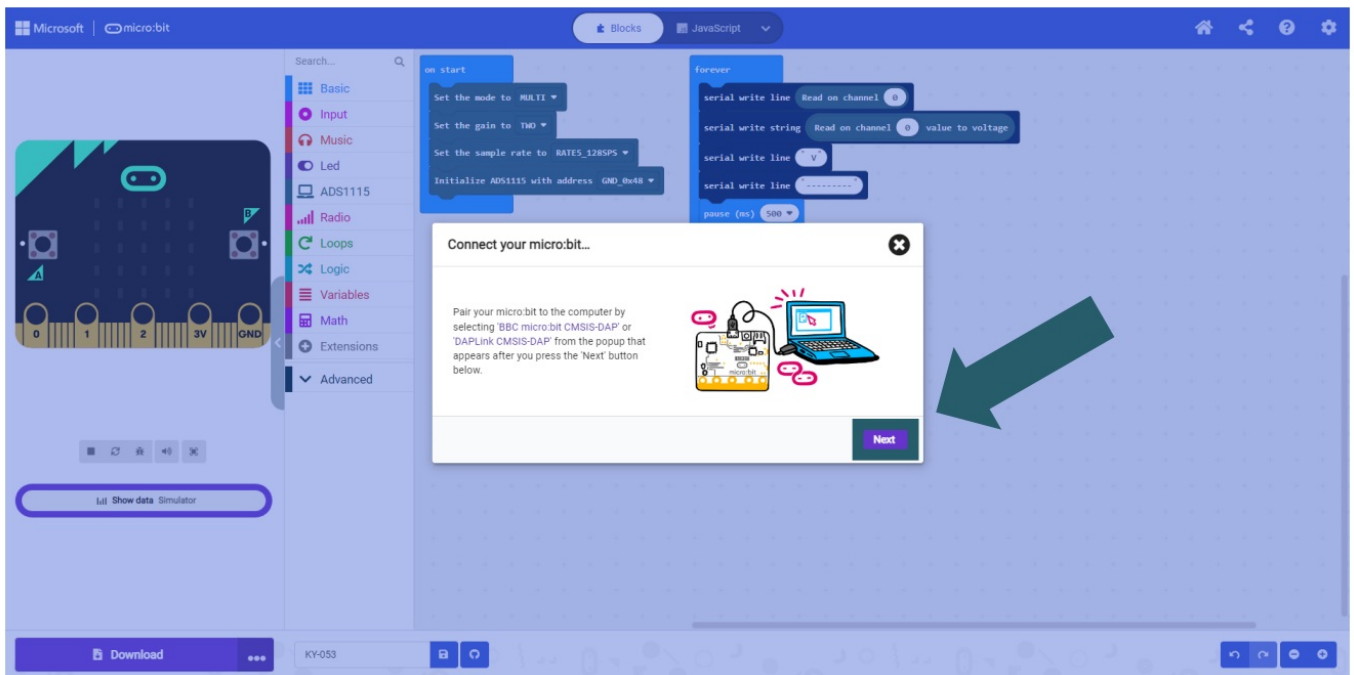 Microsoft micro:bit
Blocks
JavaScript
Search...
Basic
Input
Music
Led
ADS1115
Radio
Loops
Logic
Variables
Math
Extensions
Advanced
on start
Set the mode to MULTI
Set the gain to TWO
Set the sample rate to RATE5_128SPS
Initialize ADS1115 with address GND_0x48
forever
serial write line Read on channel 0
serial write string Read on channel 0 value to voltage
serial write line "V"
serial write line "---------"
pause (ms) 500
A
B
0 1 2 3V GND
Show data Simulator
Connect your micro:bit...
Pair your micro:bit to the computer by
selecting 'BBC micro:bit CMSIS-DAP' or
'DAPLink CMSIS-DAP' from the popup that
appears after you press the 'Next' button
below.
micro:bit
Next
Download
KY-053